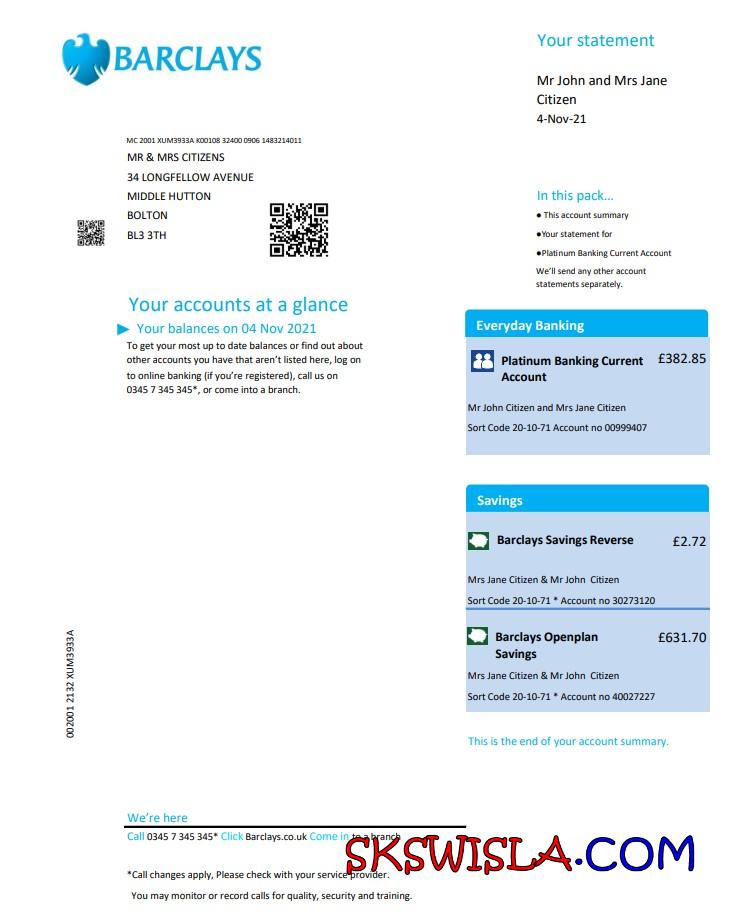 BARCLAYS
Your statement
Mr John and Mrs Jane
Citizen
4-Nov-21
MC 2001 XUM3933A K00108 32400 0906 1483214011
MR & MRS CITIZENS
34 LONGFELLOW AVENUE
MIDDLE HUTTON
BOLTON
BL3 3TH
In this pack...
● This account summary
●Your statement for
●Platinum Banking Current Account
We'll send any other account
statements separately.
Your accounts at a glance
Your balances on 04 Nov 2021
To get your most up to date balances or find out about
other accounts you have that aren't listed here, log on
to online banking (if you're registered), call us on
0345 7 345 345*, or come into a branch.
Everyday Banking
Platinum Banking Current £382.85
Account
Mr John Citizen and Mrs Jane Citizen
Sort Code 20-10-71 Account no 00999407
Savings
Barclays Savings Reverse £2.72
Mrs Jane Citizen & Mr John Citizen
Sort Code 20-10-71 * Account no 30273120
Barclays Openplan £631.70
Savings
Mrs Jane Citizen & Mr John Citizen
Sort Code 20-10-71 * Account no 40027227
This is the end of your account summary.
002001 2132 XUM3933A
We're here
Call 0345 7 345 345* Click Barclays.co.uk Come in to a branch
SKSWISLA.COM
*Call changes apply, Please check with your service provider.
You may monitor or record calls for quality, security and training.